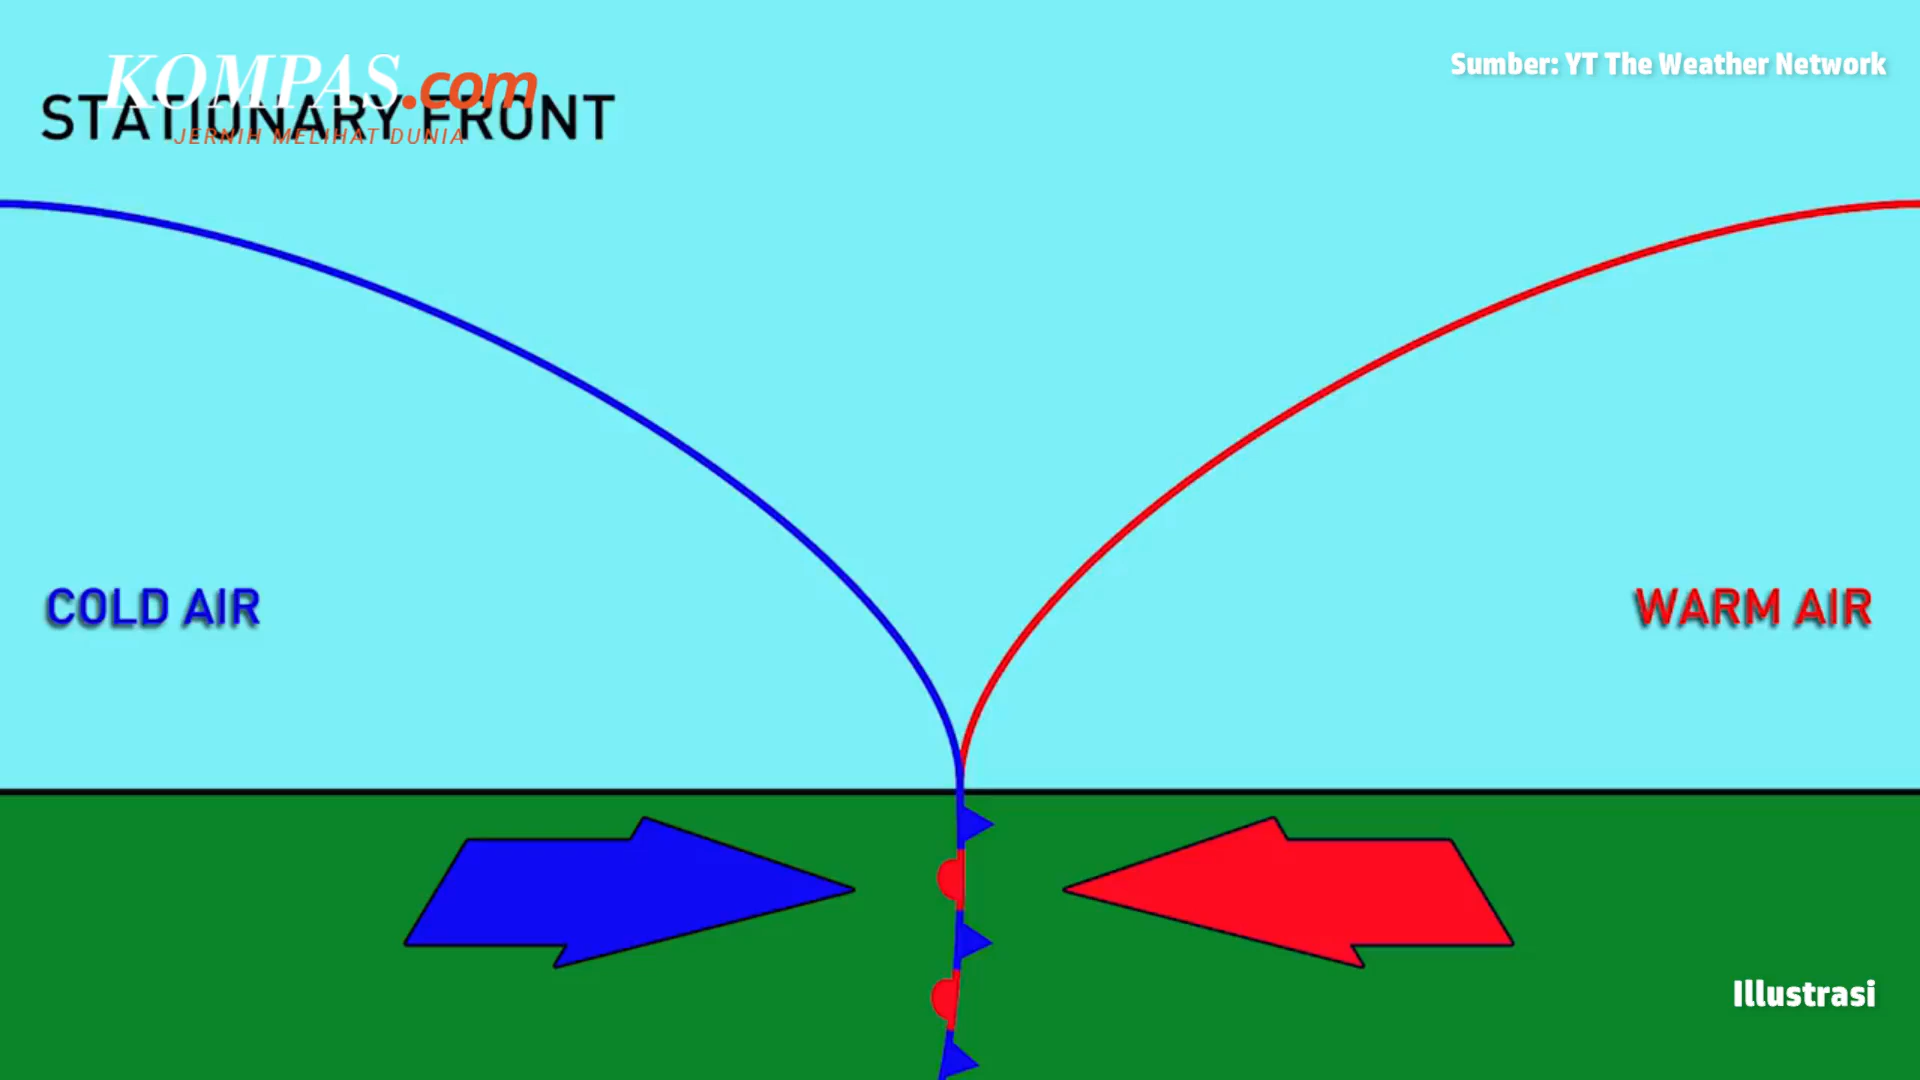 KOMPAS.com
JERNIH MELIHAT DUNIA
STATIONARY FRONT
Sumber: YT The Weather Network
COLD AIR
WARM AIR
Illustrasi